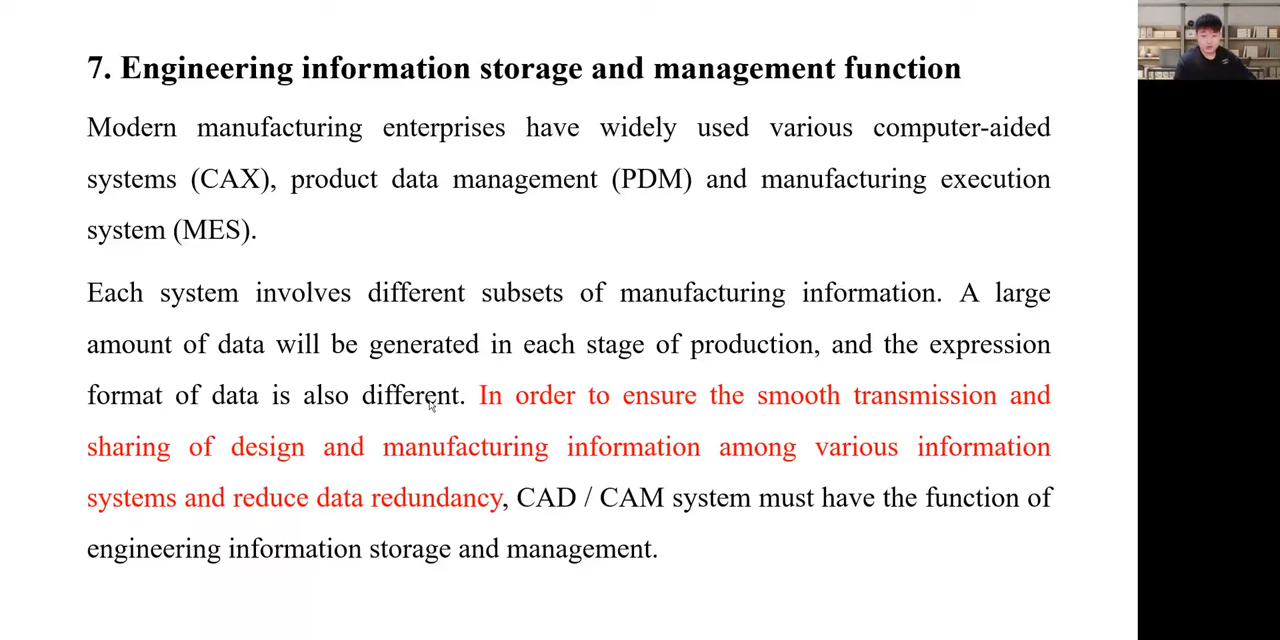 7. Engineering information storage and management function
Modern manufacturing enterprises have widely used various computer-aided
systems (CAX), product data management (PDM) and manufacturing execution
system (MES).
Each system involves different subsets of manufacturing information. A large
amount of data will be generated in each stage of production, and the expression
format of data is also different. In order to ensure the smooth transmission and
sharing of design and manufacturing information among various information
systems and reduce data redundancy, CAD / CAM system must have the function of
engineering information storage and management.